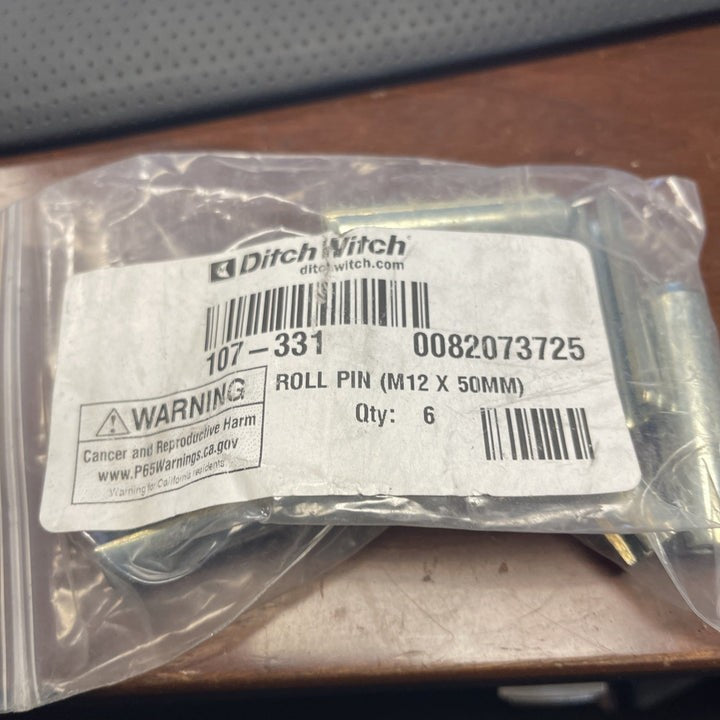 Ditch Witch
ditchwitch.com
107-331 0082073725
ROLL PIN (M12 X 50MM)
Qty: 6
WARNING
Cancer and Reproductive Harm
www.P65Warnings.ca.gov
Warning for California residents